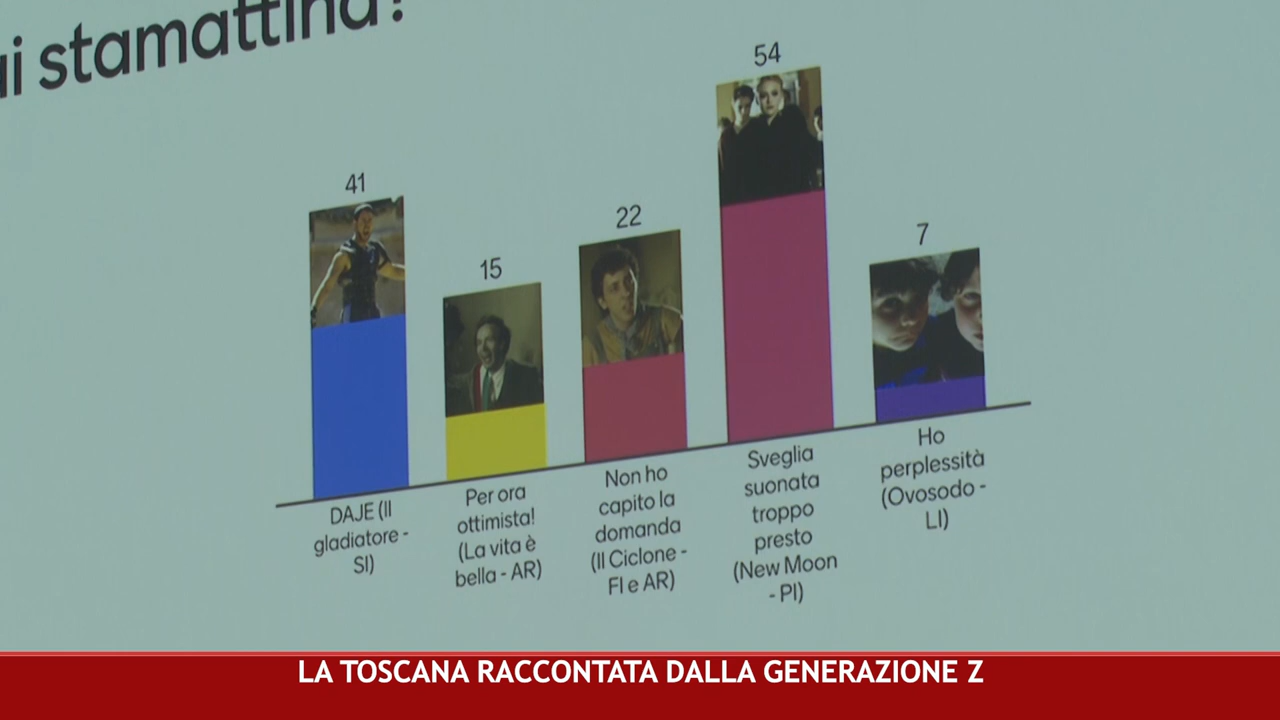 stamattina?
41
15
22
54
7
DAJE (Il
gladiatore -
SI)
Per ora
ottimista!
(La vita è
bella - AR)
Non ho
capito la
domanda
(Il Ciclone -
FI e AR)
Sveglia
suonata
troppo
presto
(New Moon
- PI)
Ho
perplessità
(Ovosodo -
LI)
LA TOSCANA RACCONTATA DALLA GENERAZIONE Z